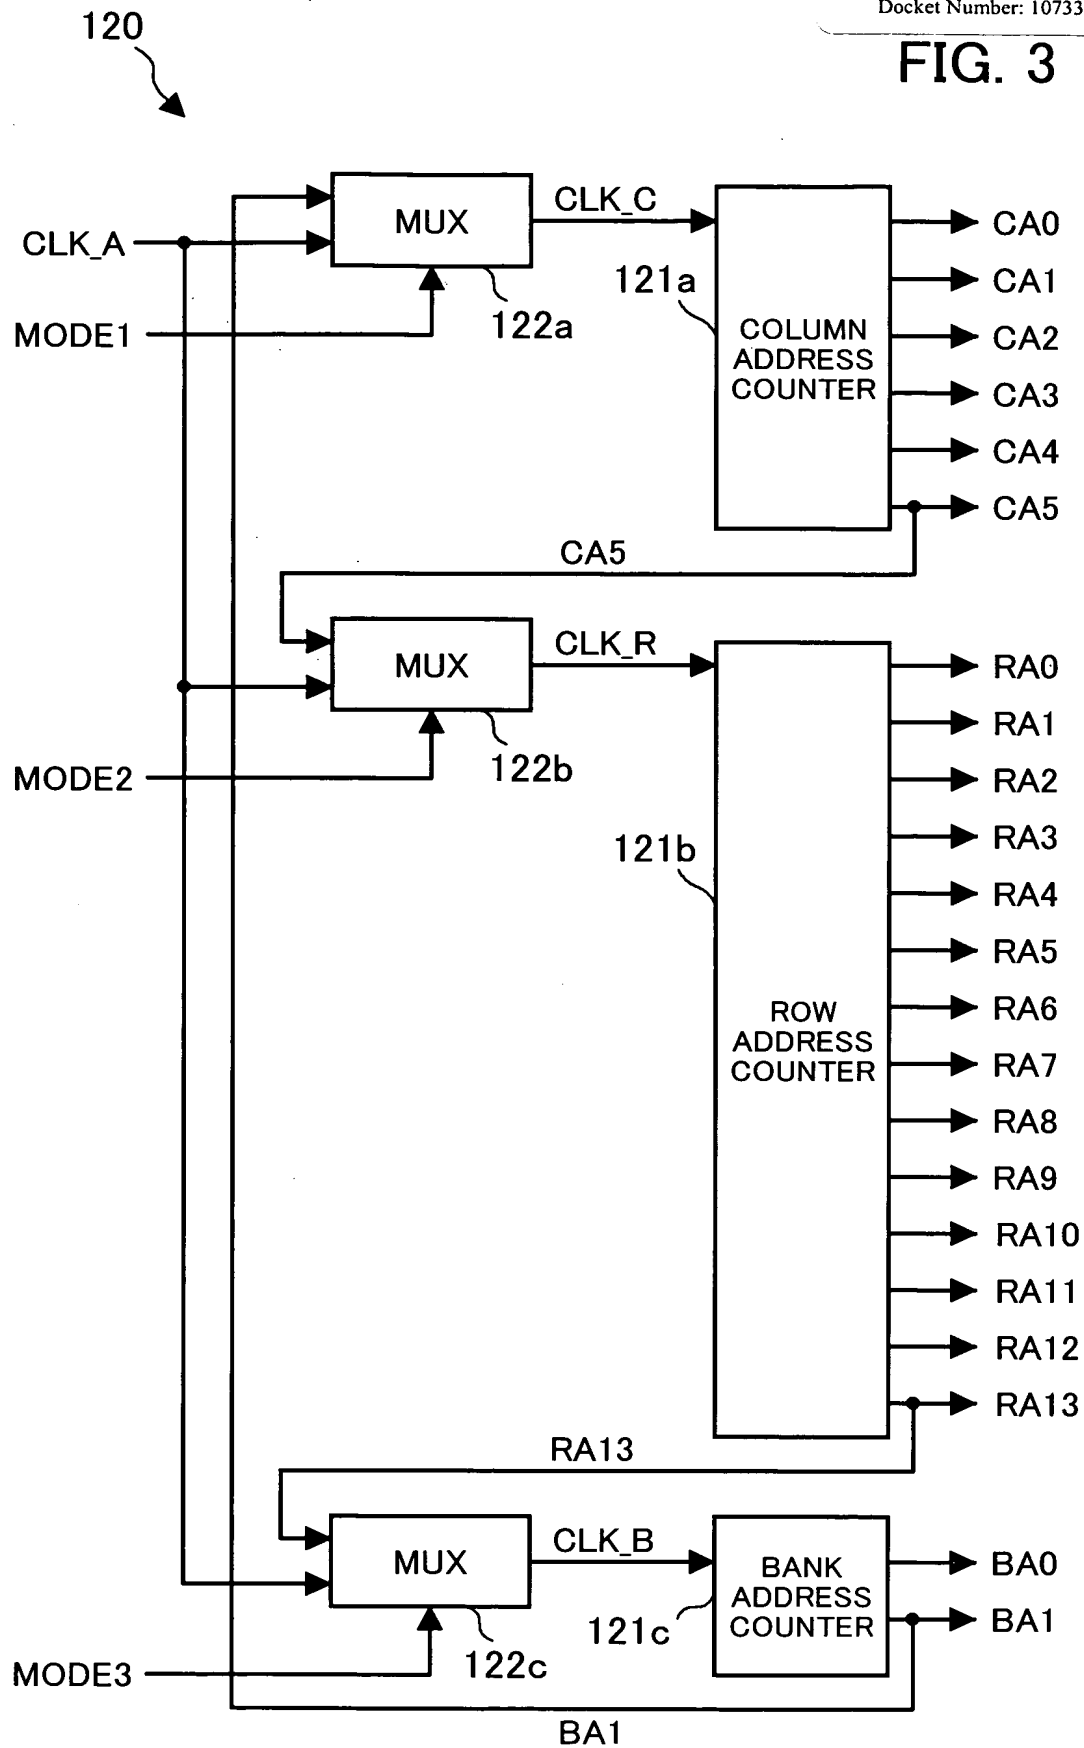 Docket Number: 10733
FIG. 3
120
CLK_A
MODE1
MUX
122a
CLK_C
121a
COLUMN
ADDRESS
COUNTER
CA0
CA1
CA2
CA3
CA4
CA5
CA5
MODE2
MUX
122b
CLK_R
121b
ROW
ADDRESS
COUNTER
RA0
RA1
RA2
RA3
RA4
RA5
RA6
RA7
RA8
RA9
RA10
RA11
RA12
RA13
RA13
MODE3
MUX
122c
CLK_B
121c
BANK
ADDRESS
COUNTER
BA0
BA1
BA1